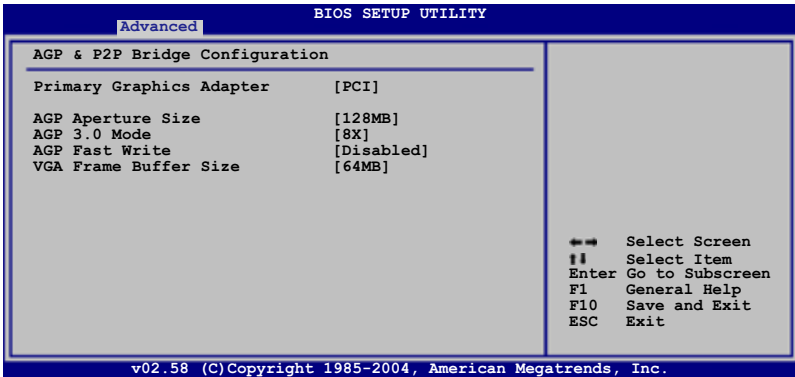 BIOS SETUP UTILITY
Advanced
AGP & P2P Bridge Configuration
Primary Graphics Adapter [PCI]
AGP Aperture Size [128MB]
AGP 3.0 Mode [8X]
AGP Fast Write [Disabled]
VGA Frame Buffer Size [64MB]
←→ Select Screen
↑↓ Select Item
Enter Go to Subscreen
F1 General Help
F10 Save and Exit
ESC Exit
v02.58 (C)Copyright 1985-2004, American Megatrends, Inc.